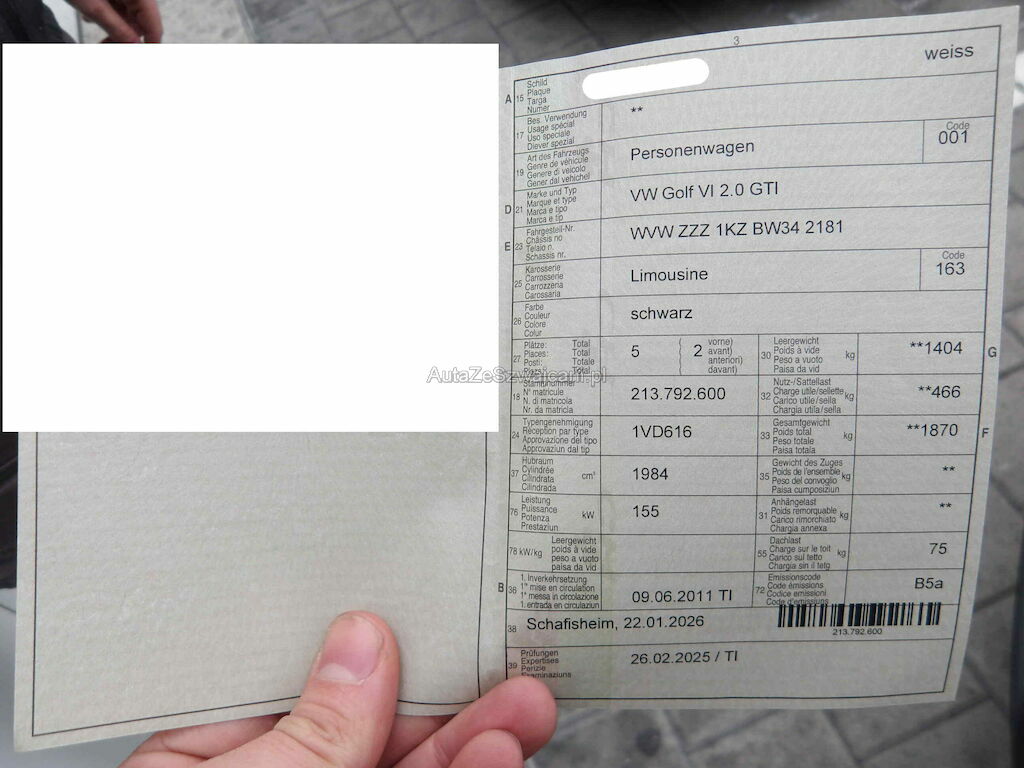 3
weiss
A 15 Schild
Plaque
Targa
Numer
17 Bes. Verwendung
Usage spécial
Uso speciale
Diever spezial
**
19 Art des Fahrzeugs
Genre de véhicule
Genere di veicolo
Gener dal vehichel
Personenwagen
Code
001
D 21 Marke und Typ
Marque et type
Marca e tipo
Marca e tip
VW Golf VI 2.0 GTI
E 23 Fahrgestell-Nr.
Châssis no
Telaio n.
Schassis nr.
WVW ZZZ 1KZ BW34 2181
25 Karosserie
Carrosserie
Carrozzeria
Carossaria
Limousine
Code
163
26 Farbe
Couleur
Colore
Colur
schwarz
27 Plätze: Total
Places: Total
Posti: Totale
Plazs: Total
5 ( 2 vorne)
avant)
anteriori)
davant)
30 Leergewicht
Poids à vide
Peso a vuoto
Paisa da vid
kg
**1404
G
AutaZeSzwajcarii.pl
18 Stammnummer
N° matricule
N. di matricola
Nr. da matricla
213.792.600
32 Nutz-/Sattellast
Charge utile/sellette
Carico utile/sella
Chargia utila/sella
kg
**466
24 Typengenehmigung
Réception par type
Approvazione del tipo
Approvaziun dal tip
1VD616
33 Gesamtgewicht
Poids total
Peso totale
Paisa totala
kg
**1870
F
37 Hubraum
Cylindrée
Cilindrata
Cilindrada
cm³
1984
35 Gewicht des Zuges
Poids de l'ensemble
Peso del convoglio
Paisa cumposiziun
kg
**
76 Leistung
Puissance
Potenza
Prestaziun
kW
155
31 Anhängelast
Poids remorquable
Carico rimorchiato
Chargia annexa
kg
**
78 kW/kg
Leergewicht
poids à vide
peso a vuoto
paisa da vid
55 Dachlast
Charge sur le toit
Carico sul tetto
Chargia sin il tetg
kg
75
B 36 1. Inverkehrsetzung
1re mise en circulation
1a messa in circolazione
1. entrada en circulaziun
09.06.2011 TI
72 Emissionscode
Code émissions
Codice emissioni
Code d'emissiuns
B5a
38 Schafisheim, 22.01.2026
213.792.600
39 Prüfungen
Expertises
Perizie
Examinaziuns
26.02.2025 / TI